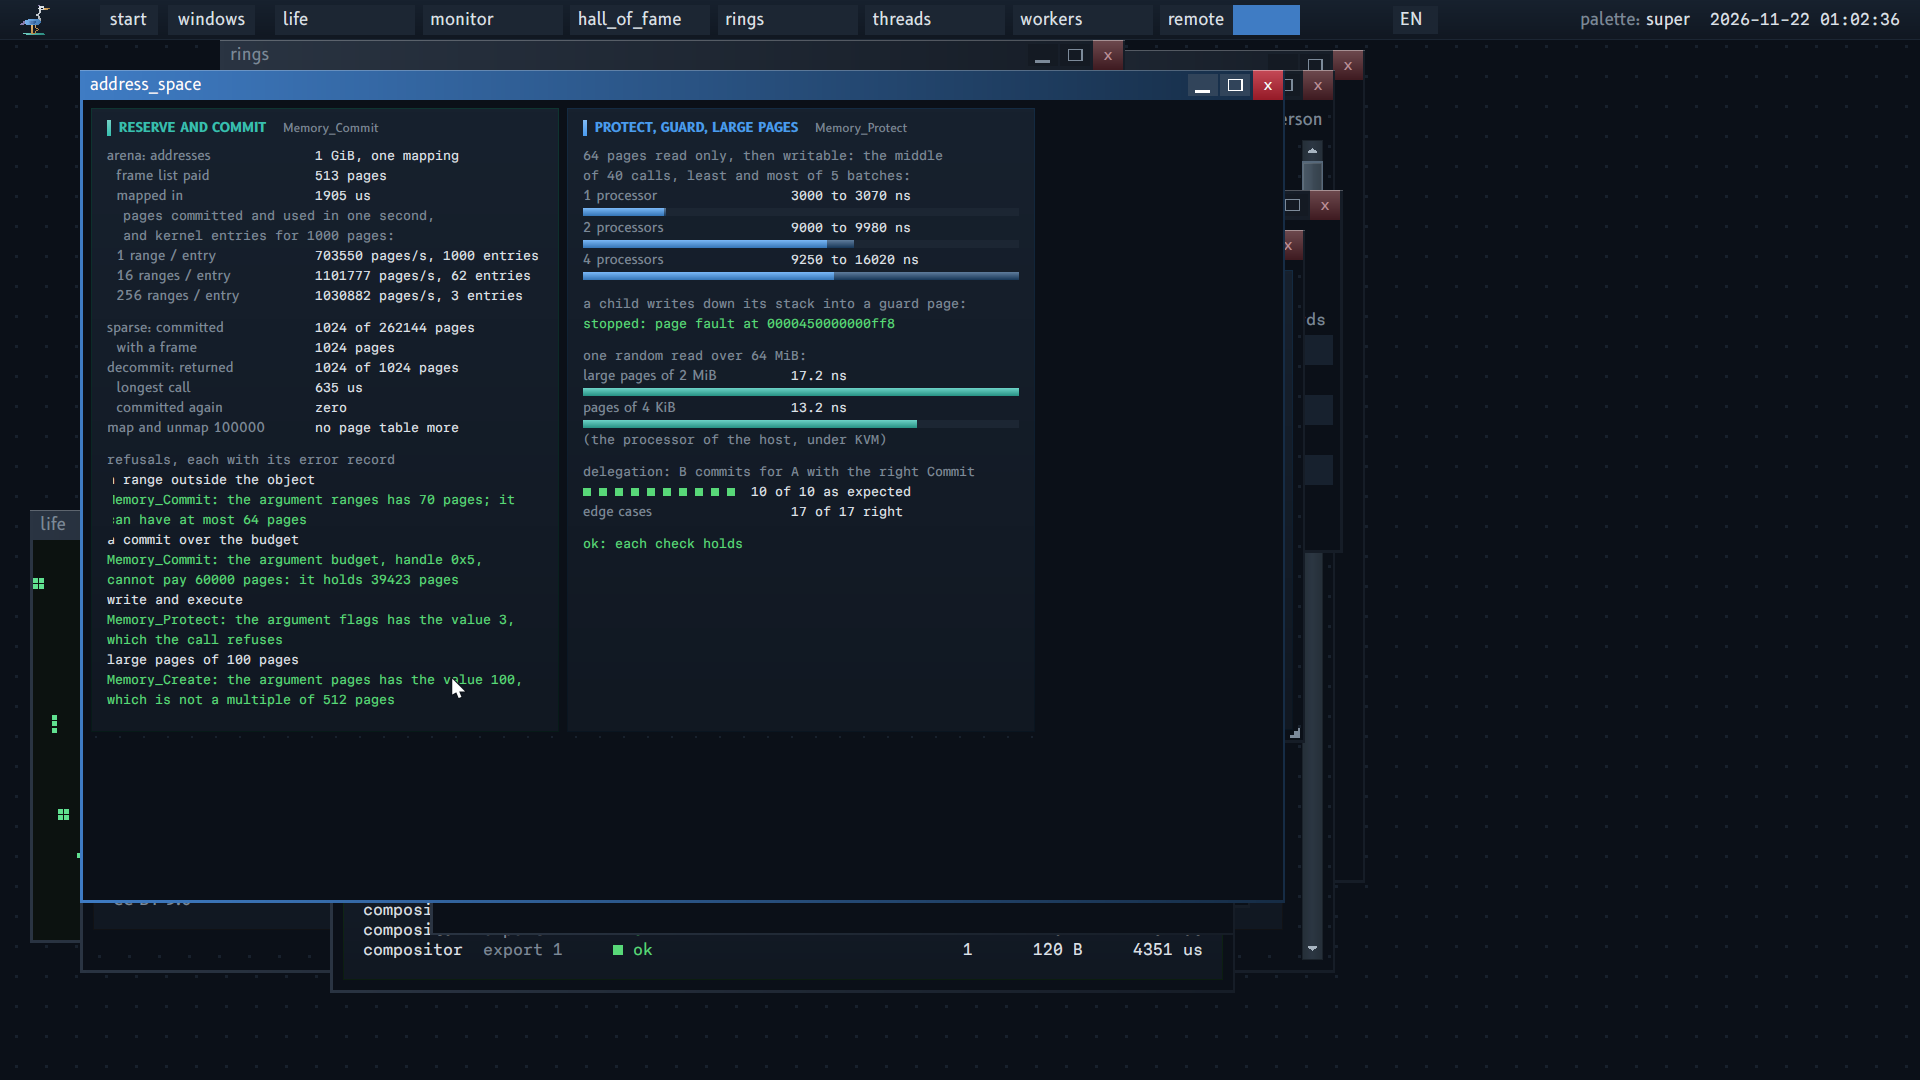 start windows life monitor hall_of_fame rings threads workers remote EN palette: super 2026-11-22 01:02:36
rings
address_space
RESERVE AND COMMIT Memory_Commit
arena: addresses 1 GiB, one mapping
frame list paid 513 pages
mapped in 1905 us
pages committed and used in one second,
and kernel entries for 1000 pages:
1 range / entry 703550 pages/s, 1000 entries
16 ranges / entry 1101777 pages/s, 62 entries
256 ranges / entry 1030882 pages/s, 3 entries
sparse: committed 1024 of 262144 pages
with a frame 1024 pages
decommit: returned 1024 of 1024 pages
longest call 635 us
committed again zero
map and unmap 100000 no page table more
refusals, each with its error record
range outside the object
Memory_Commit: the argument ranges has 70 pages; it
can have at most 64 pages
a commit over the budget
Memory_Commit: the argument budget, handle 0x5,
cannot pay 60000 pages: it holds 39423 pages
write and execute
Memory_Protect: the argument flags has the value 3,
which the call refuses
large pages of 100 pages
Memory_Create: the argument pages has the value 100,
which is not a multiple of 512 pages
PROTECT, GUARD, LARGE PAGES Memory_Protect
64 pages read only, then writable: the middle
of 40 calls, least and most of 5 batches:
1 processor 3000 to 3070 ns
2 processors 9000 to 9980 ns
4 processors 9250 to 16020 ns
a child writes down its stack into a guard page:
stopped: page fault at 0000450000000ff8
one random read over 64 MiB:
large pages of 2 MiB 17.2 ns
pages of 4 KiB 13.2 ns
(the processor of the host, under KVM)
delegation: B commits for A with the right Commit
10 of 10 as expected
edge cases 17 of 17 right
ok: each check holds
erson
ds
life
composi
composi
compositor export 1 ok 1 120 B 4351 us